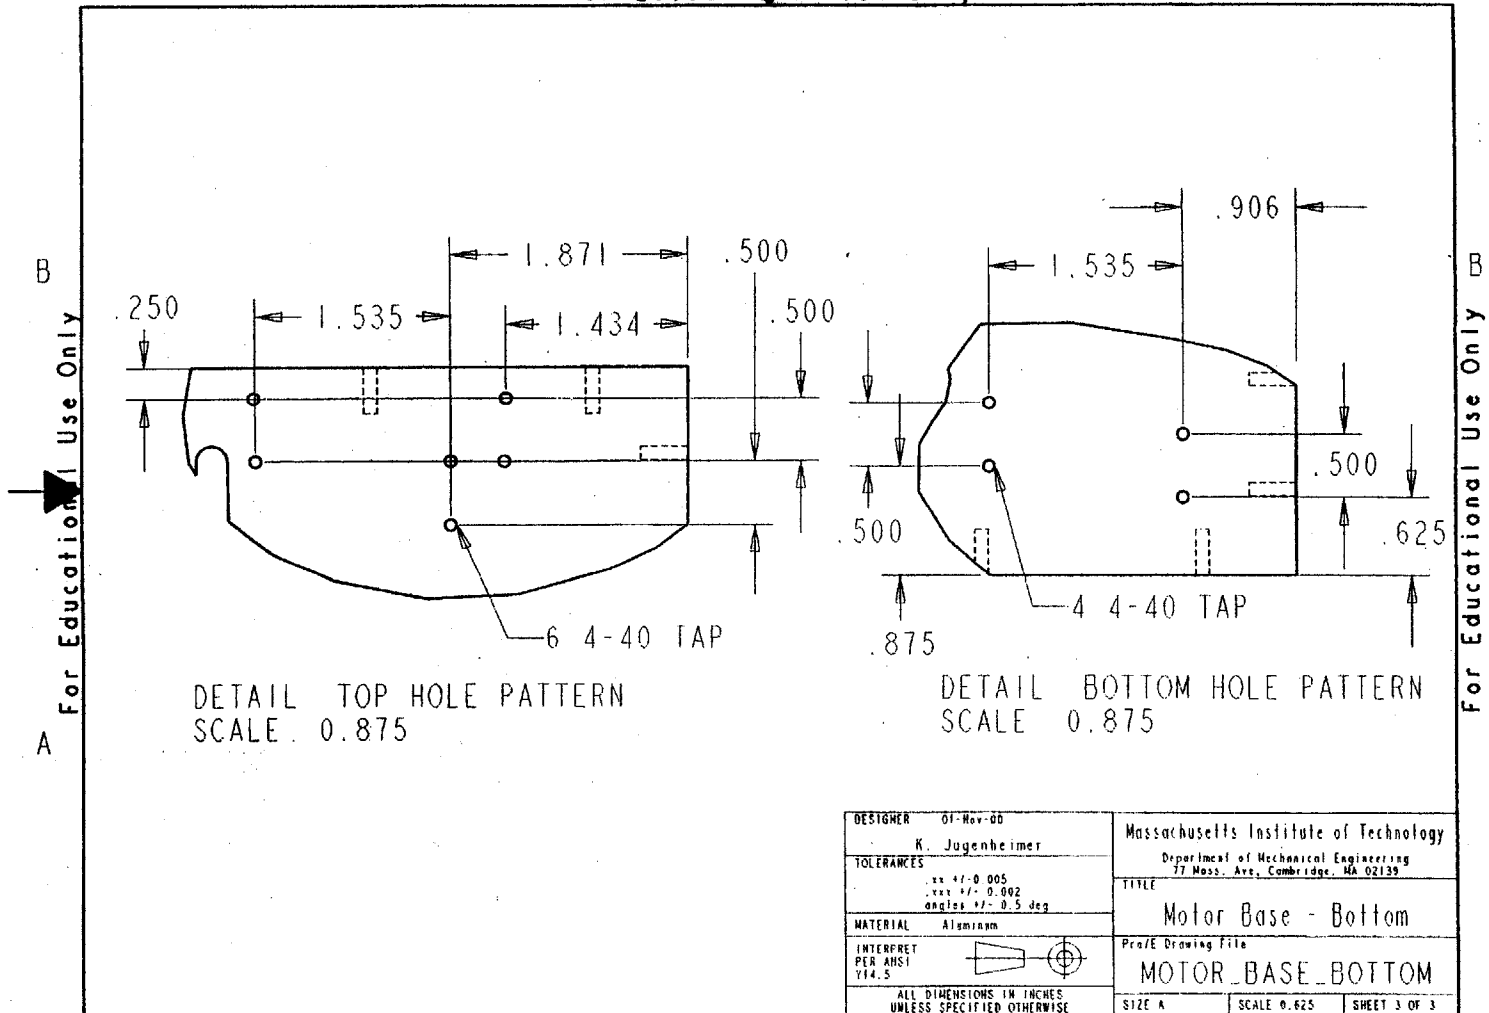 B
B
A
For Educational Use Only
For Educational Use Only
.250
1.535
1.871
1.434
.500
.500
6 4-40 TAP
DETAIL TOP HOLE PATTERN
SCALE 0.875
.906
1.535
.500
.500
.625
.875
4 4-40 TAP
DETAIL BOTTOM HOLE PATTERN
SCALE 0.875
DESIGNER 01-Nov-00
K. Jugenheimer
TOLERANCES
.xx +/-0.005
.xxx +/- 0.002
angles +/- 0.5 deg
MATERIAL Aluminum
INTERPRET
PER ANSI
Y14.5
ALL DIMENSIONS IN INCHES
UNLESS SPECIFIED OTHERWISE
Massachusetts Institute of Technology
Department of Mechanical Engineering
77 Mass. Ave, Cambridge, MA 02139
TITLE
Motor Base - Bottom
Pro/E Drawing File
MOTOR_BASE_BOTTOM
SIZE A
SCALE 0.625
SHEET 3 OF 3